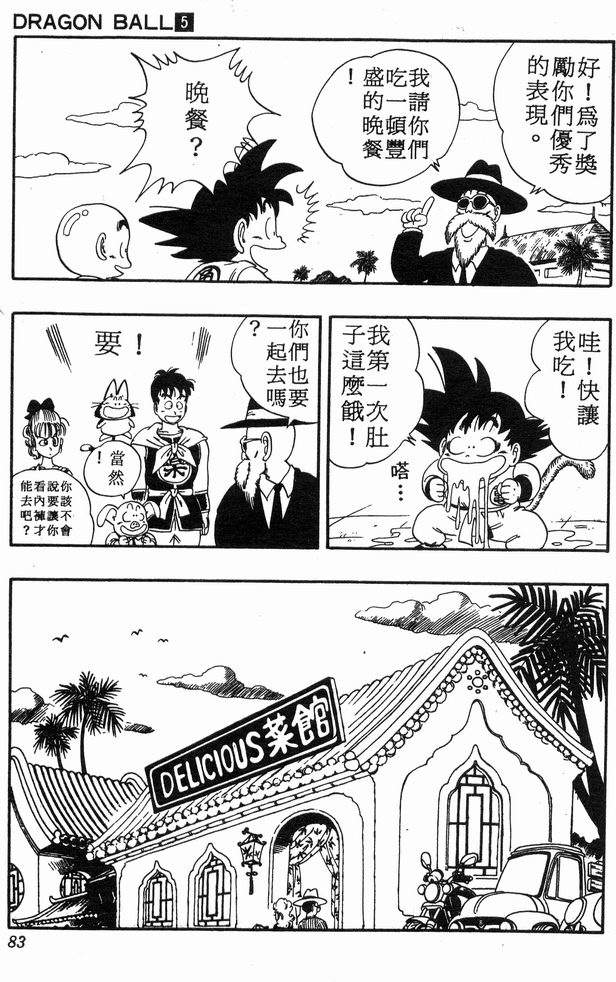 DRAGON BALL 5
好！爲了獎
勵你們優秀
的表現。
我請你們
吃一頓豐
盛的晚餐
！
晚餐？
哇！快讓
我吃！
我第一次肚
子這麼餓！
嗒…
你們也要
一起去嗎
？
要！
當然
！
你該不會
說要讓你
看內褲才
能去吧？
DELICIOUS菜館
83